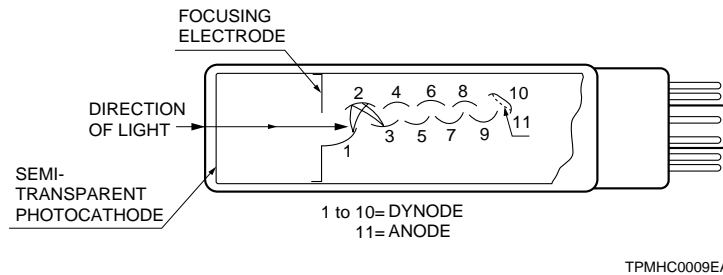 FOCUSING
ELECTRODE
DIRECTION
OF LIGHT
SEMI-
TRANSPARENT
PHOTOCATHODE
2 4 6 8 10
1 3 5 7 9 11
1 to 10= DYNODE
11= ANODE
TPMHC0009EA